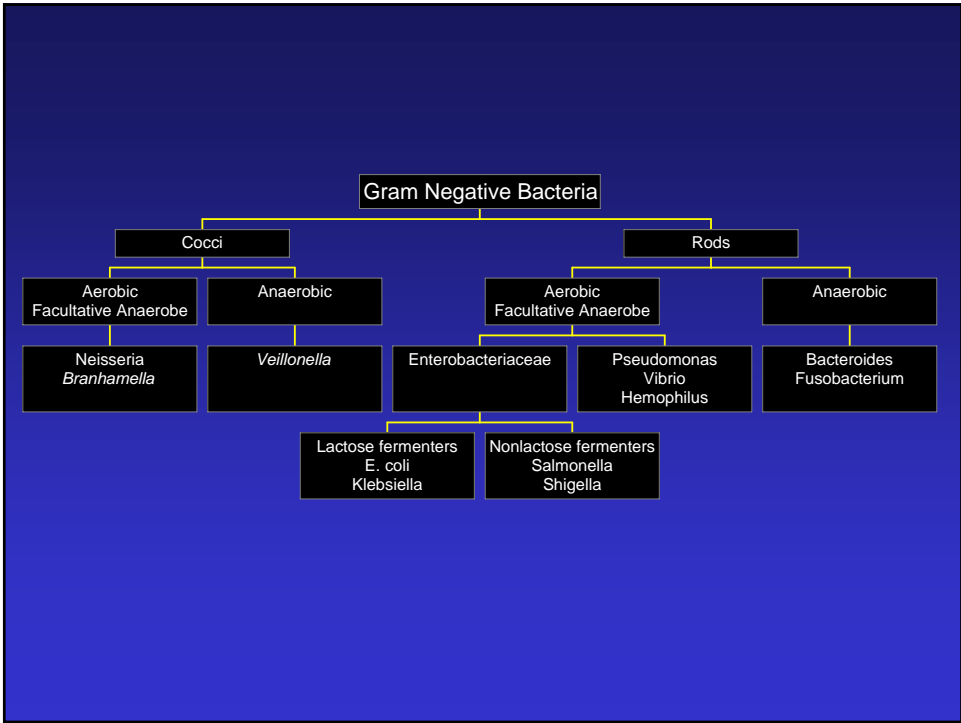 Gram Negative Bacteria
Cocci
Rods
Aerobic
Facultative Anaerobe
Anaerobic
Aerobic
Facultative Anaerobe
Anaerobic
Neisseria
Branhamella
Veillonella
Enterobacteriaceae
Pseudomonas
Vibrio
Hemophilus
Bacteroides
Fusobacterium
Lactose fermenters
E. coli
Klebsiella
Nonlactose fermenters
Salmonella
Shigella